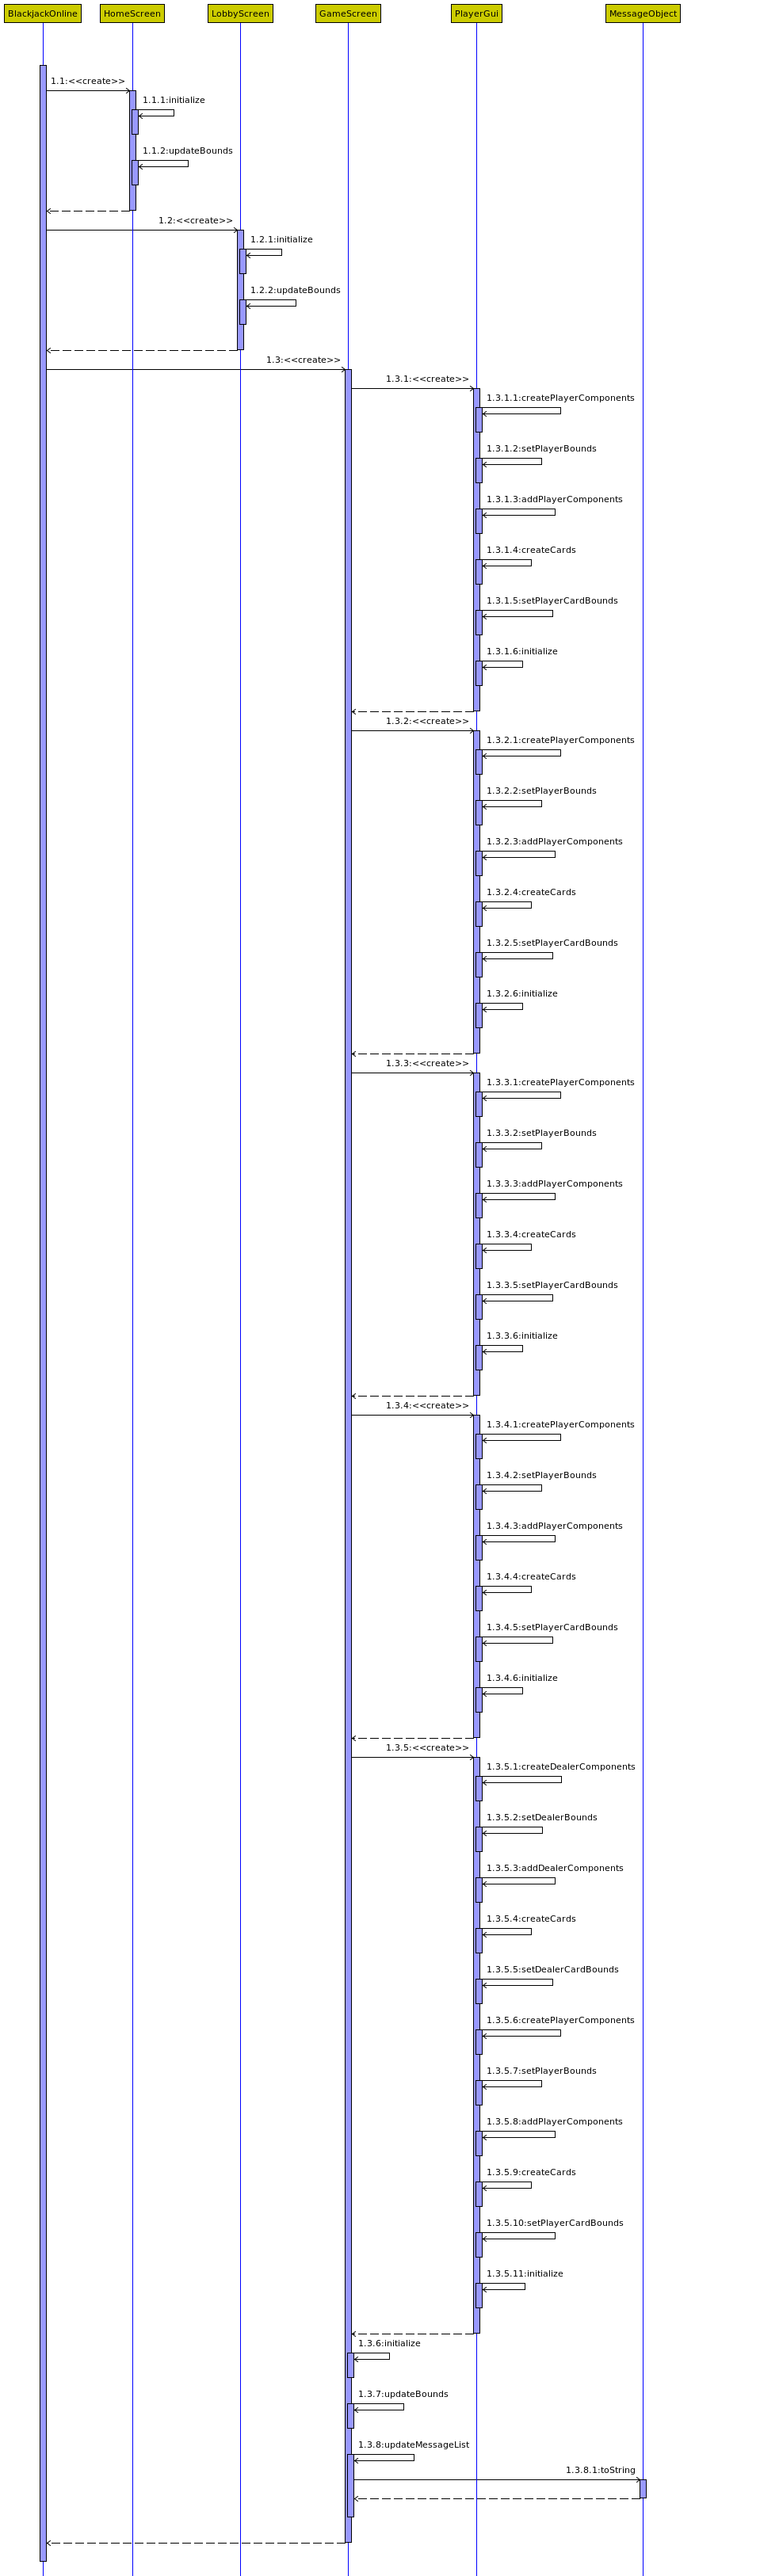 BlackjackOnline
HomeScreen
LobbyScreen
GameScreen
PlayerGui
MessageObject
1.1:<<create>>
1.1.1:initialize
1.1.2:updateBounds
1.2:<<create>>
1.2.1:initialize
1.2.2:updateBounds
1.3:<<create>>
1.3.1:<<create>>
1.3.1.1:createPlayerComponents
1.3.1.2:setPlayerBounds
1.3.1.3:addPlayerComponents
1.3.1.4:createCards
1.3.1.5:setPlayerCardBounds
1.3.1.6:initialize
1.3.2:<<create>>
1.3.2.1:createPlayerComponents
1.3.2.2:setPlayerBounds
1.3.2.3:addPlayerComponents
1.3.2.4:createCards
1.3.2.5:setPlayerCardBounds
1.3.2.6:initialize
1.3.3:<<create>>
1.3.3.1:createPlayerComponents
1.3.3.2:setPlayerBounds
1.3.3.3:addPlayerComponents
1.3.3.4:createCards
1.3.3.5:setPlayerCardBounds
1.3.3.6:initialize
1.3.4:<<create>>
1.3.4.1:createPlayerComponents
1.3.4.2:setPlayerBounds
1.3.4.3:addPlayerComponents
1.3.4.4:createCards
1.3.4.5:setPlayerCardBounds
1.3.4.6:initialize
1.3.5:<<create>>
1.3.5.1:createDealerComponents
1.3.5.2:setDealerBounds
1.3.5.3:addDealerComponents
1.3.5.4:createCards
1.3.5.5:setDealerCardBounds
1.3.5.6:createPlayerComponents
1.3.5.7:setPlayerBounds
1.3.5.8:addPlayerComponents
1.3.5.9:createCards
1.3.5.10:setPlayerCardBounds
1.3.5.11:initialize
1.3.6:initialize
1.3.7:updateBounds
1.3.8:updateMessageList
1.3.8.1:toString